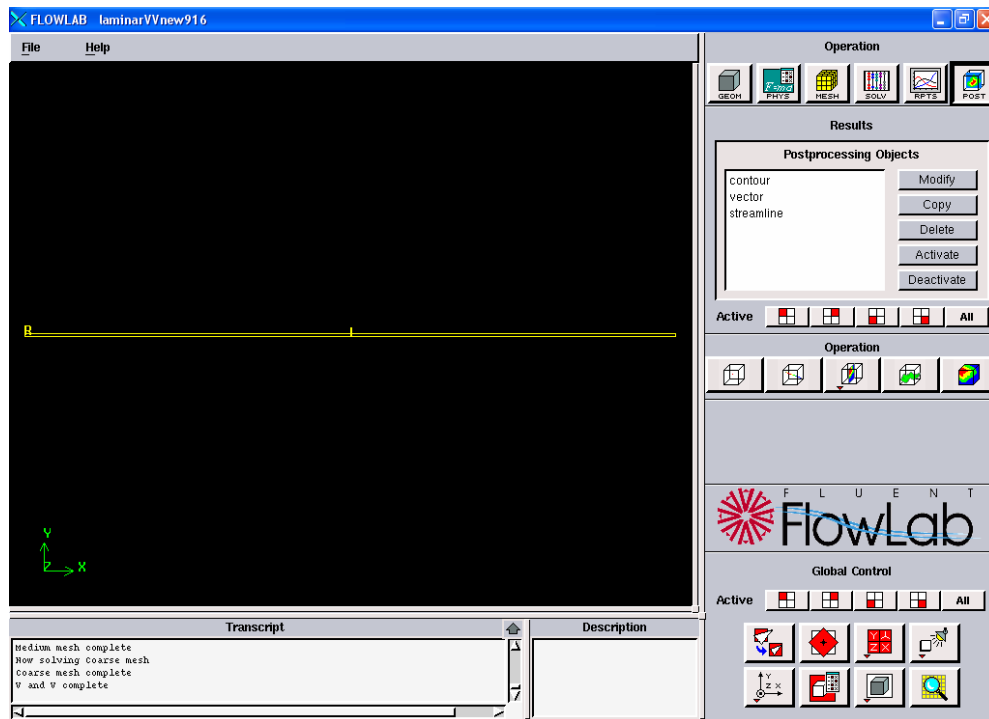 FLOWLAB laminarVVnew916
File Help
Operation
GEOM F=ma PHYS MESH SOLV RPTS POST
Results
Postprocessing Objects
contour
vector
streamline
Modify
Copy
Delete
Activate
Deactivate
Active All
Operation
R L
Y
Z X
FLUENT
FlowLab
Global Control
Active All
Y
Z X
Transcript
Medium mesh complete
Now solving Coarse mesh
Coarse mesh complete
V and V complete
Description